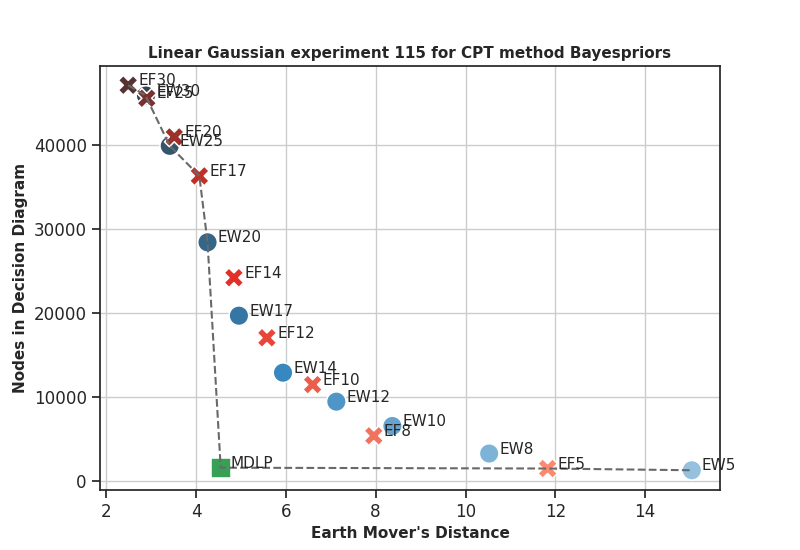 Linear Gaussian experiment 115 for CPT method Bayespriors
Nodes in Decision Diagram
40000
30000
20000
10000
0
EF30
EW30
EF25
EF20
EW25
EF17
EW20
EF14
EW17
EF12
EW14
EF10
EW12
EW10
EF8
EW8
MDLP
EF5
EW5
2 4 6 8 10 12 14
Earth Mover's Distance